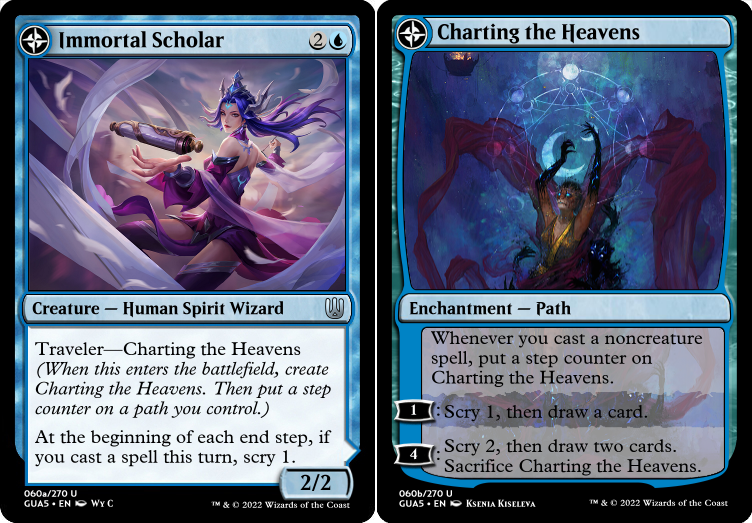 Immortal Scholar
2
Creature — Human Spirit Wizard
Traveler—Charting the Heavens
(When this enters the battlefield, create
Charting the Heavens. Then put a step
counter on a path you control.)
At the beginning of each end step, if
you cast a spell this turn, scry 1.
2/2
060a/270 U
GUA5 • EN Wy C
™ & © 2022 Wizards of the Coast
Charting the Heavens
Enchantment — Path
Whenever you cast a noncreature
spell, put a step counter on
Charting the Heavens.
1 : Scry 1, then draw a card.
4 : Scry 2, then draw two cards.
Sacrifice Charting the Heavens.
060b/270 U
GUA5 • EN Ksenia Kiseleva
™ & © 2022 Wizards of the Coast